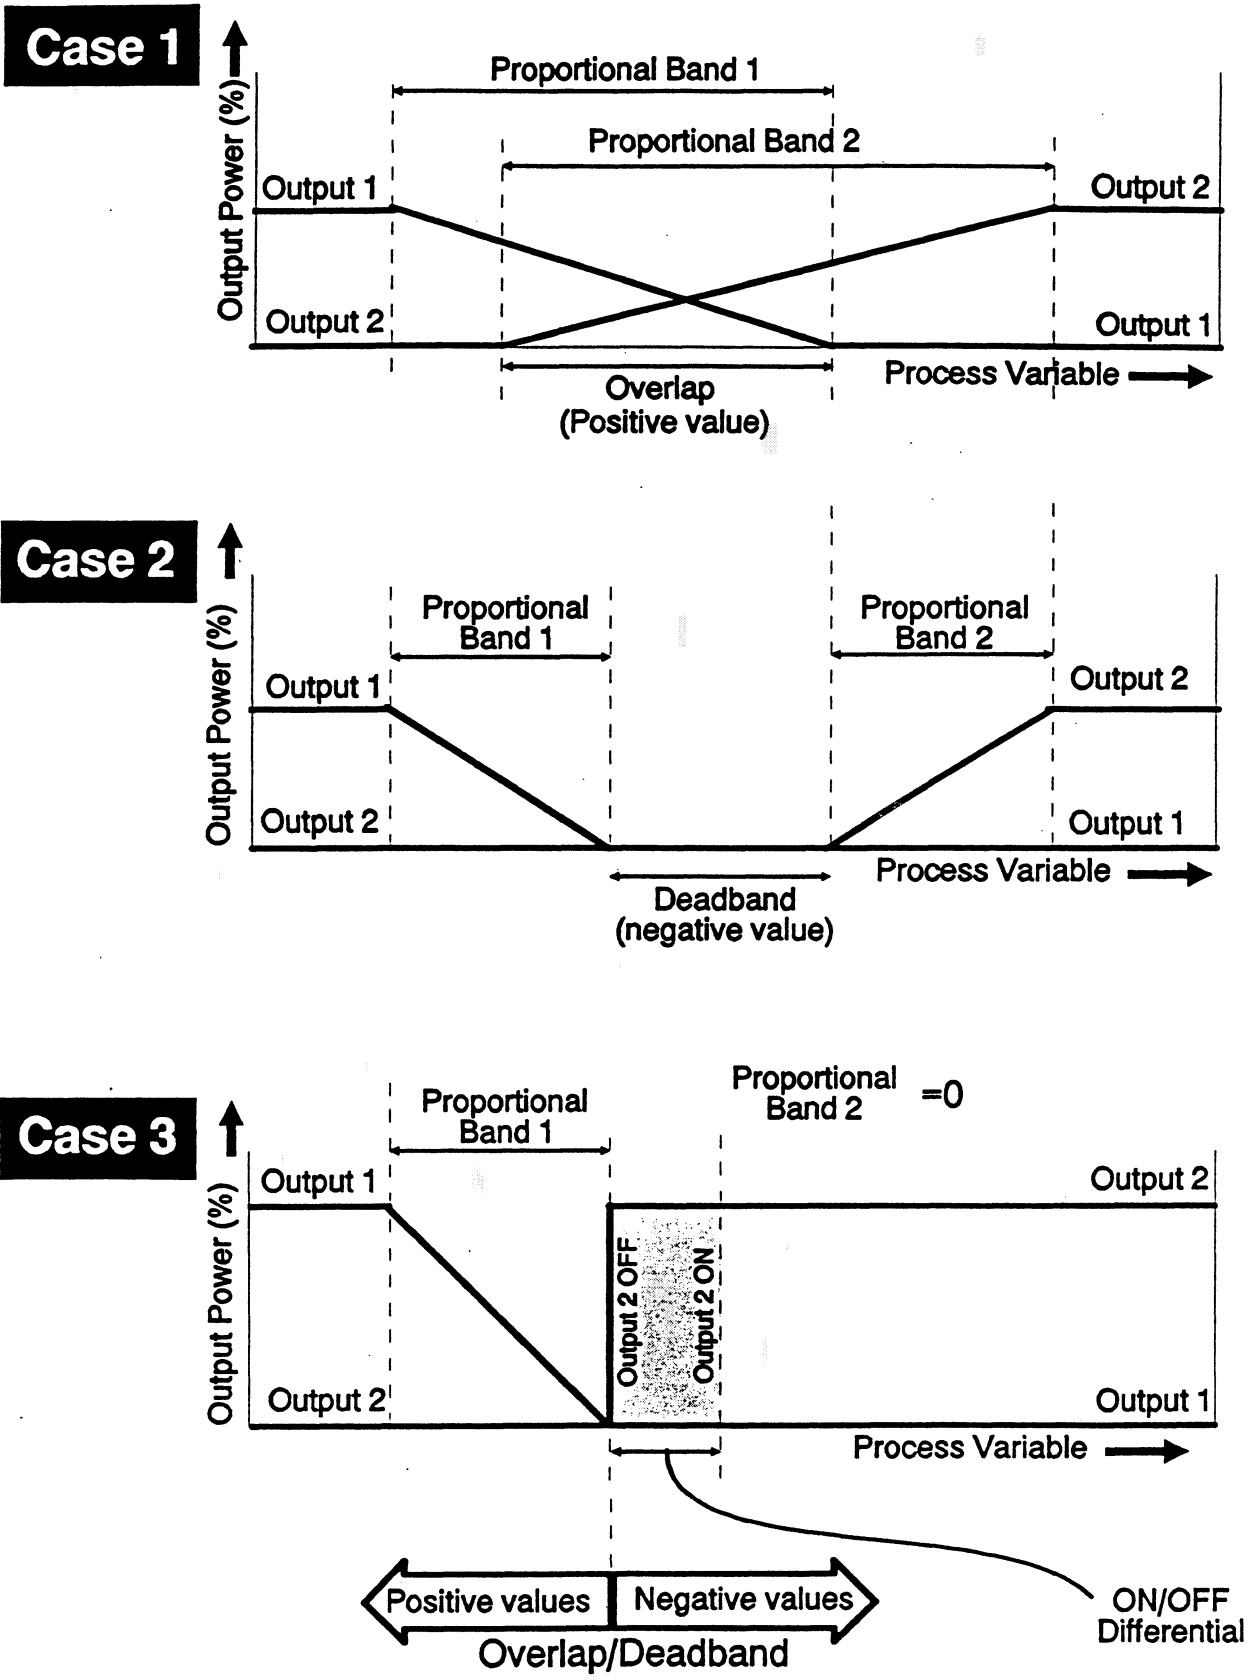 Case 1
Output Power (%)
Proportional Band 1
Proportional Band 2
Output 1
Output 2
Output 2
Output 1
Process Variable
Overlap
(Positive value)
Case 2
Output Power (%)
Proportional
Band 1
Proportional
Band 2
Output 1
Output 2
Output 2
Output 1
Process Variable
Deadband
(negative value)
Case 3
Output Power (%)
Proportional
Band 1
Proportional
Band 2
=0
Output 1
Output 2
Output 2 OFF
Output 2 ON
Output 2
Output 1
Process Variable
Positive values
Negative values
Overlap/Deadband
ON/OFF
Differential